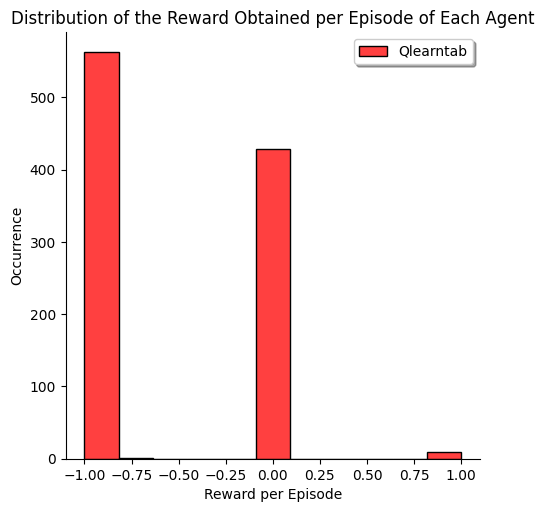 Distribution of the Reward Obtained per Episode of Each Agent
Qlearntab
500
400
300
200
100
0
Occurrence
−1.00 −0.75 −0.50 −0.25 0.00 0.25 0.50 0.75 1.00
Reward per Episode